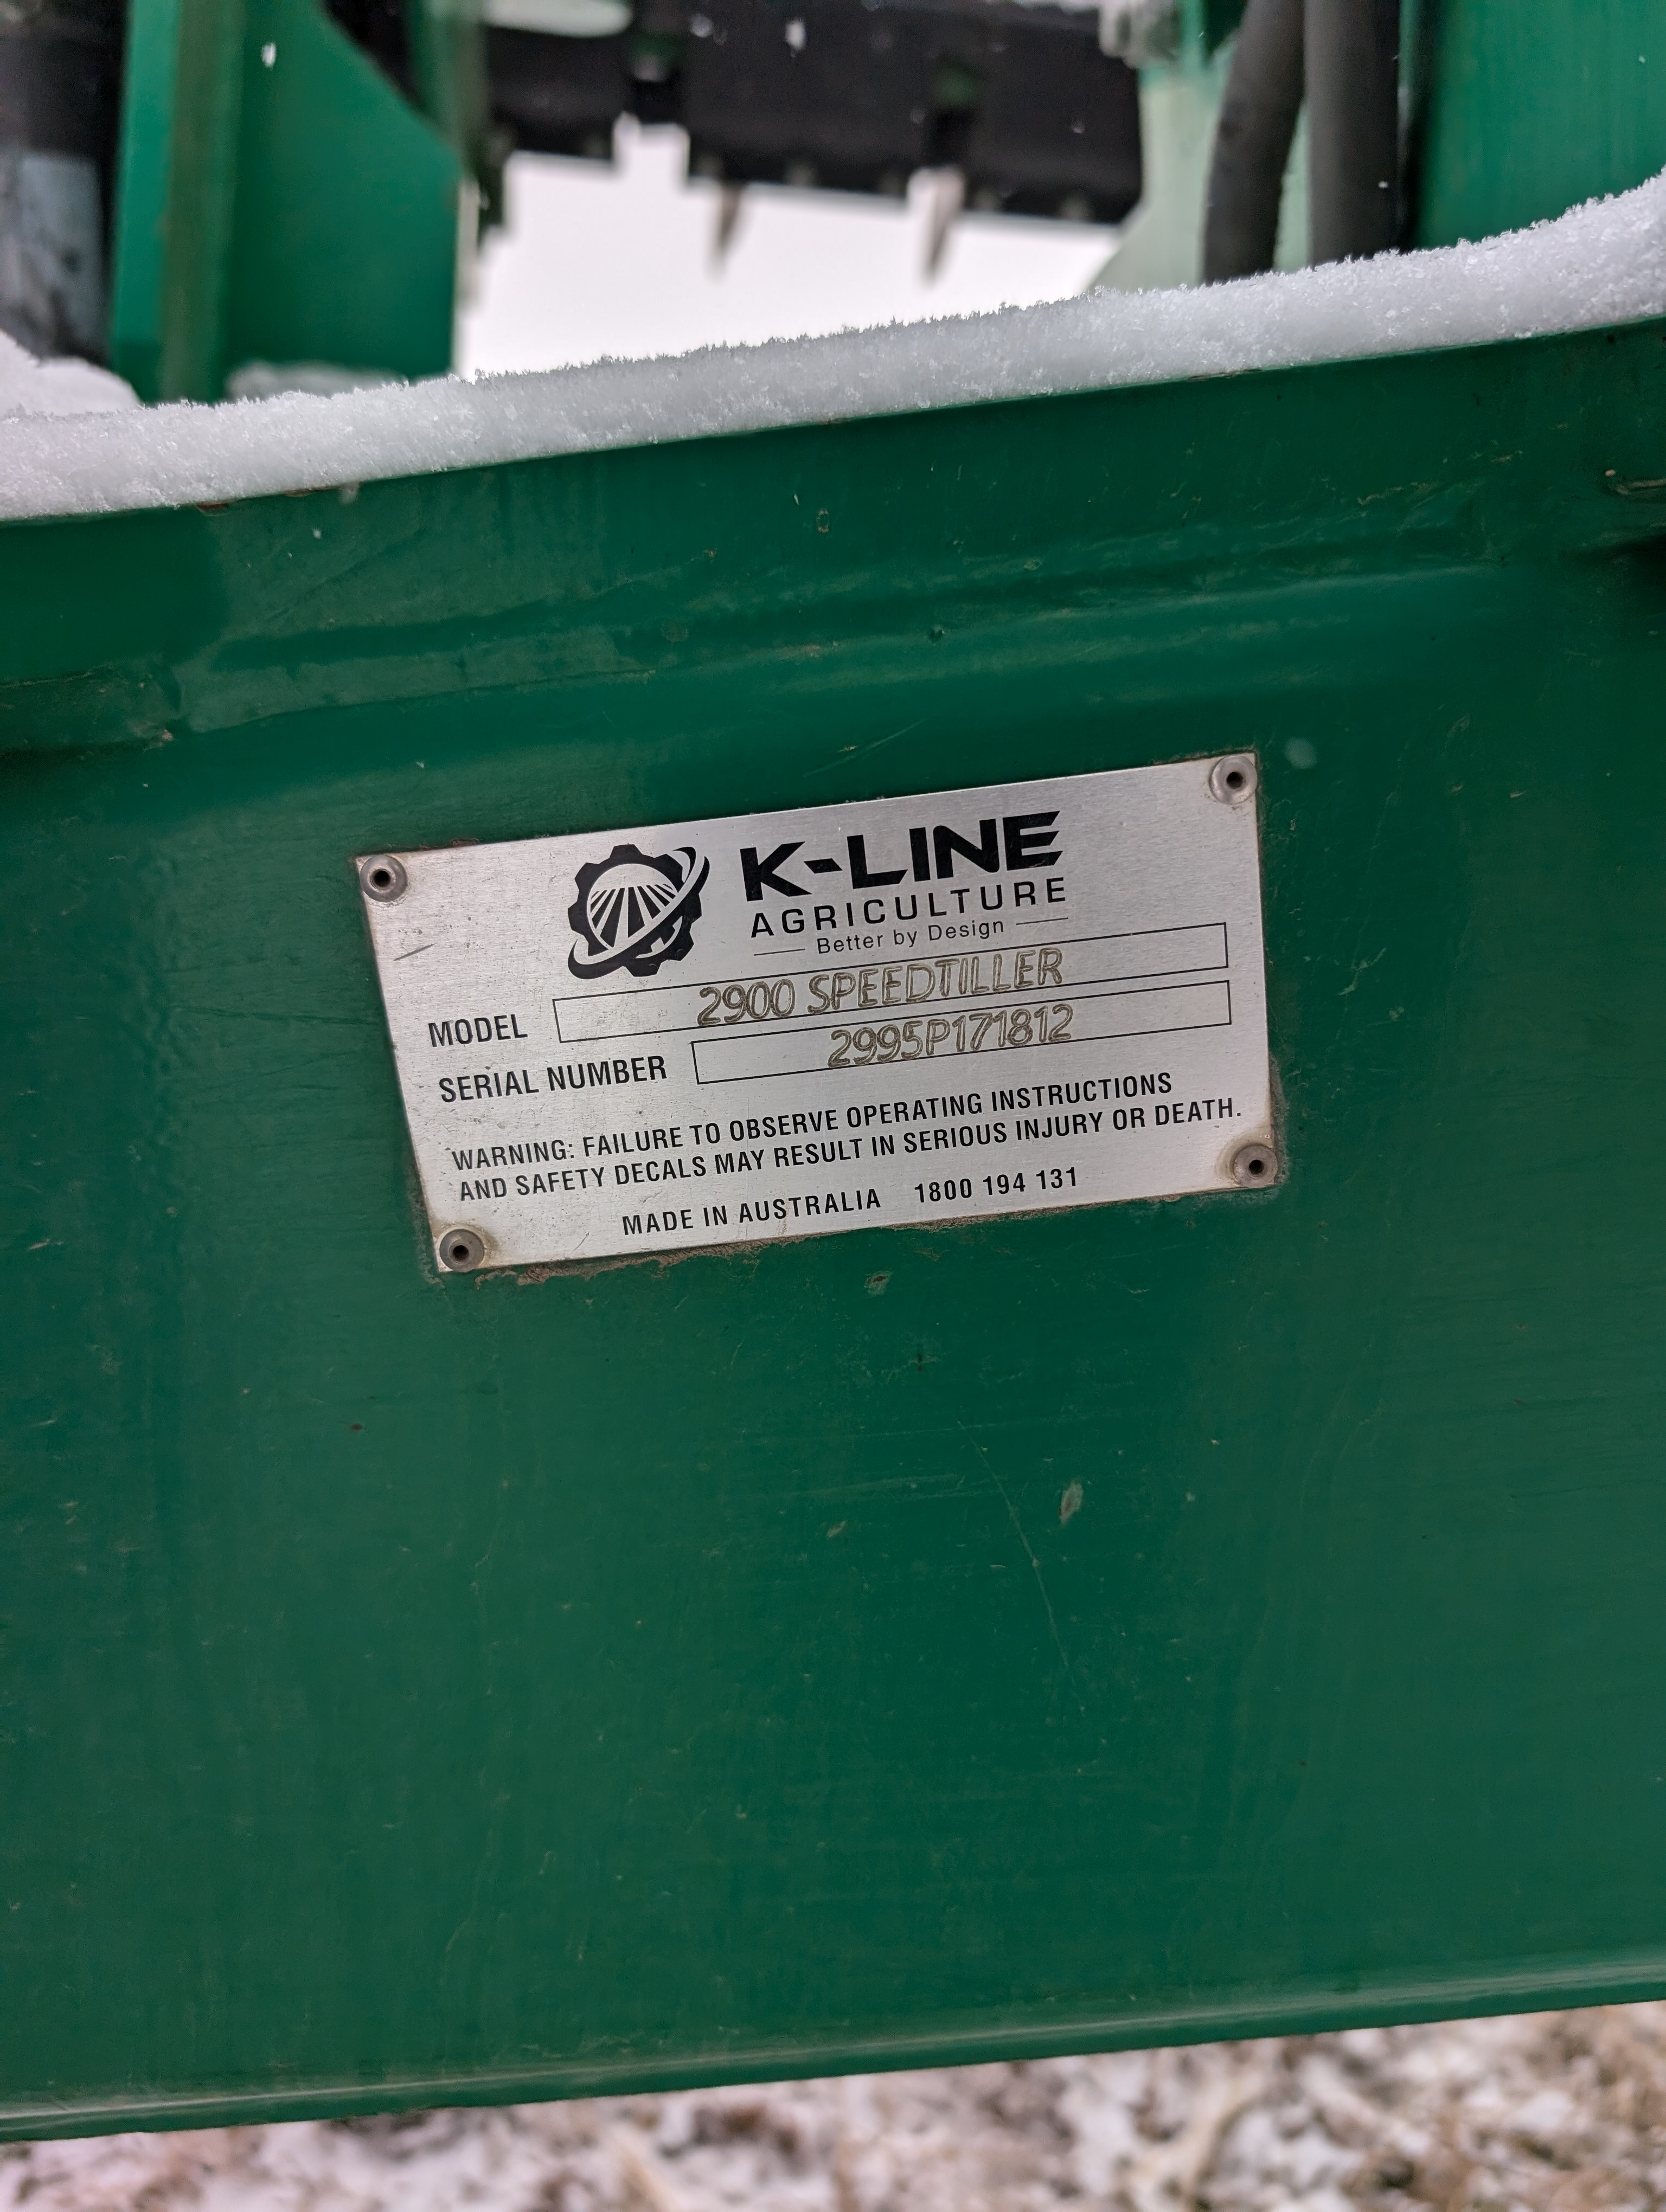 K-LINE
AGRICULTURE
Better by Design
MODEL 2900 SPEEDTILLER
SERIAL NUMBER 2995P171812
WARNING: FAILURE TO OBSERVE OPERATING INSTRUCTIONS
AND SAFETY DECALS MAY RESULT IN SERIOUS INJURY OR DEATH.
MADE IN AUSTRALIA 1800 194 131